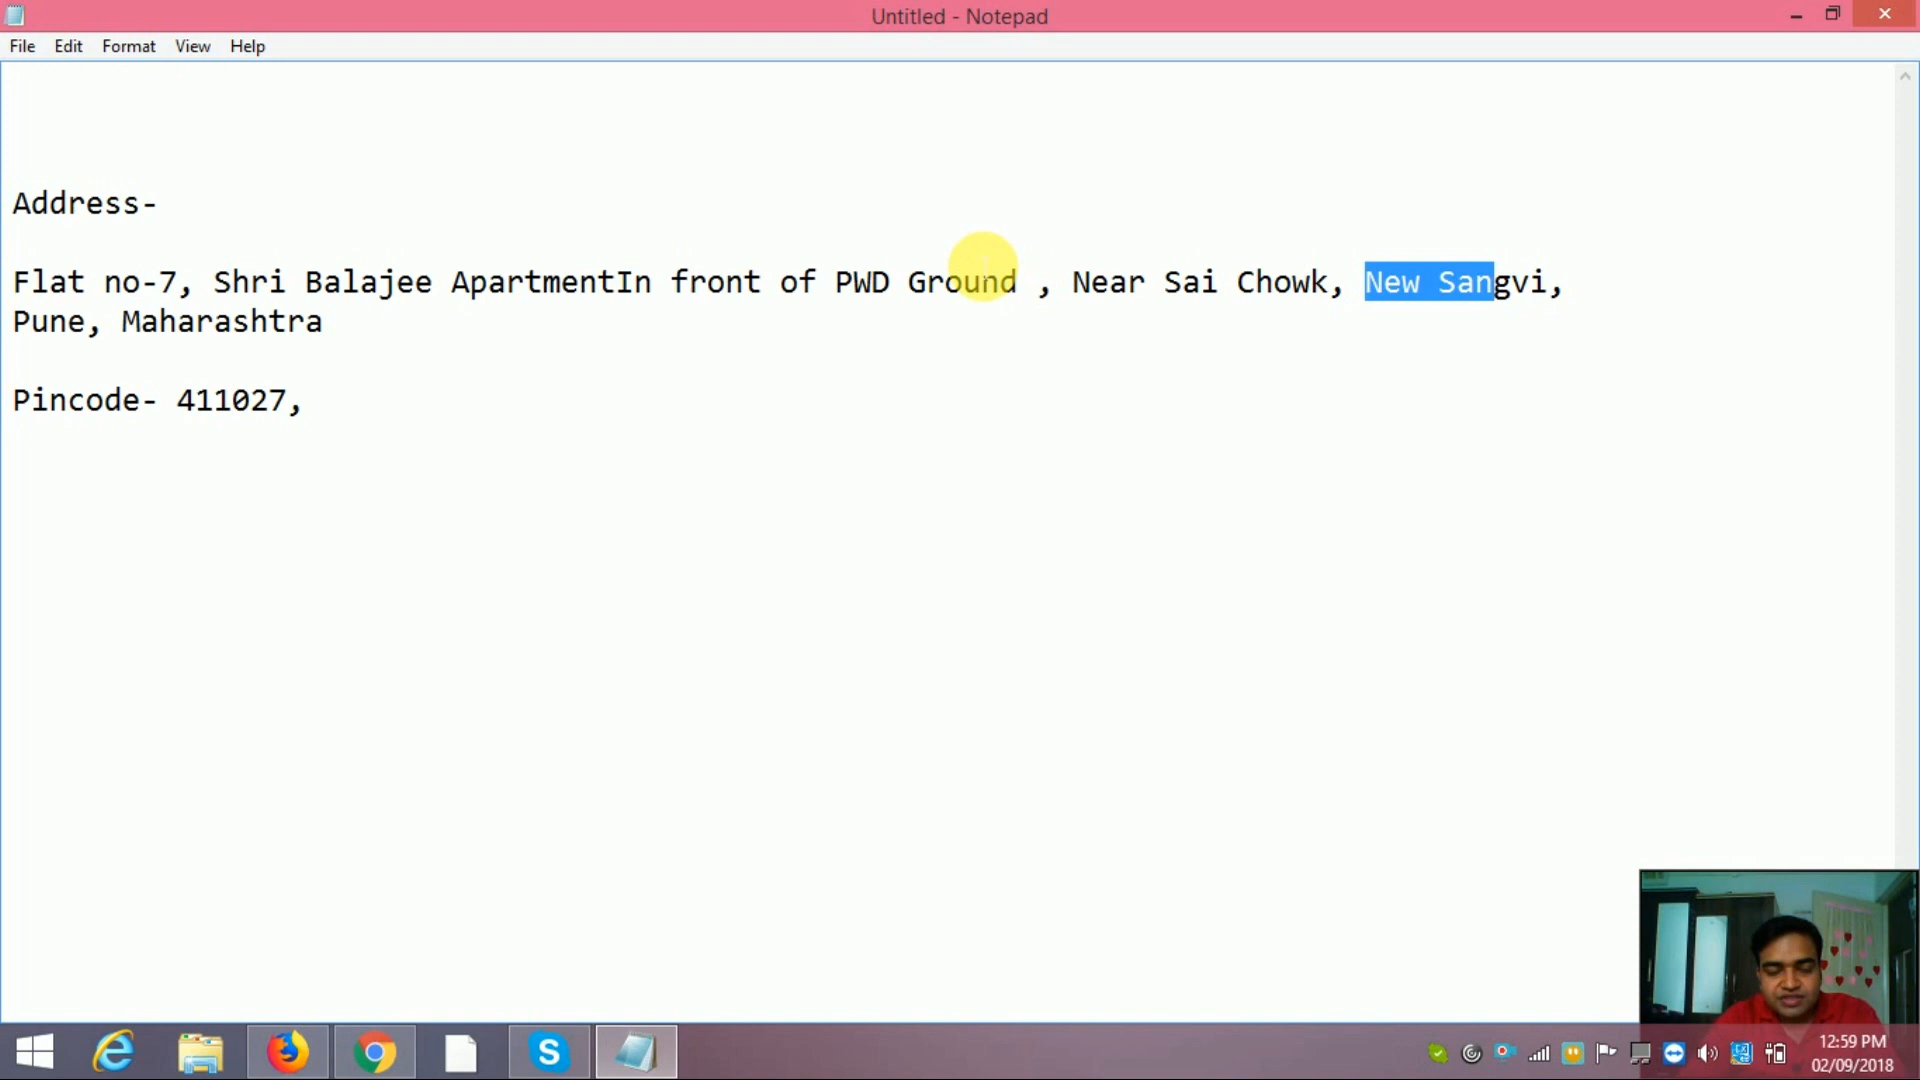 Untitled - Notepad
File Edit Format View Help
Address-
Flat no-7, Shri Balajee ApartmentIn front of PWD Ground , Near Sai Chowk, New Sangvi,
Pune, Maharashtra
Pincode- 411027,
12:59 PM
02/09/2018